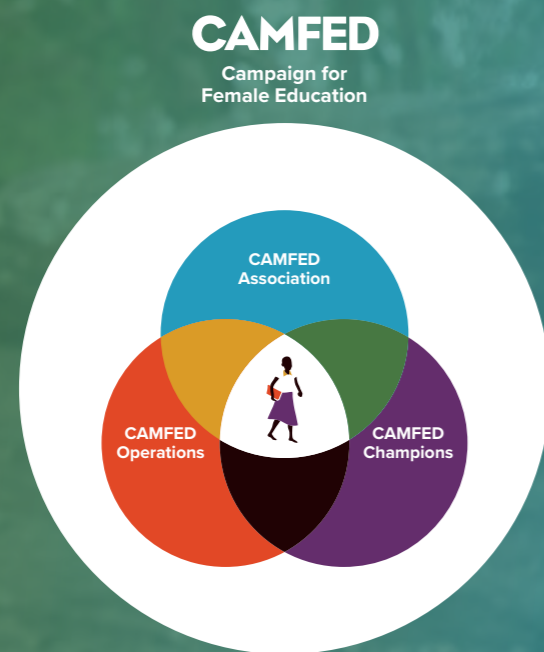 CAMFED
Campaign for
Female Education
CAMFED
Association
CAMFED
Operations
CAMFED
Champions